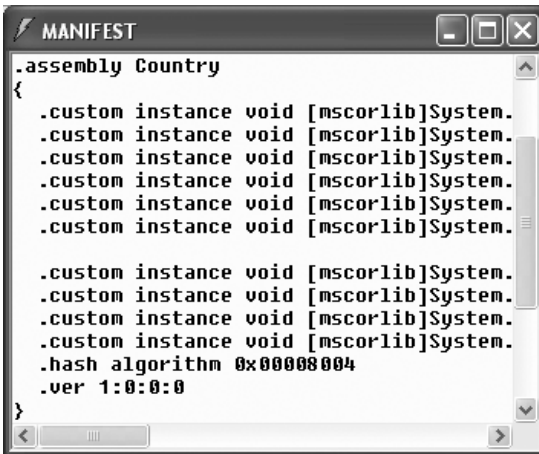 MANIFEST
.assembly Country
{
  .custom instance void [mscorlib]System.
  .custom instance void [mscorlib]System.
  .custom instance void [mscorlib]System.
  .custom instance void [mscorlib]System.
  .custom instance void [mscorlib]System.
  .custom instance void [mscorlib]System.

  .custom instance void [mscorlib]System.
  .custom instance void [mscorlib]System.
  .custom instance void [mscorlib]System.
  .custom instance void [mscorlib]System.
  .hash algorithm 0x00008004
  .ver 1:0:0:0
}